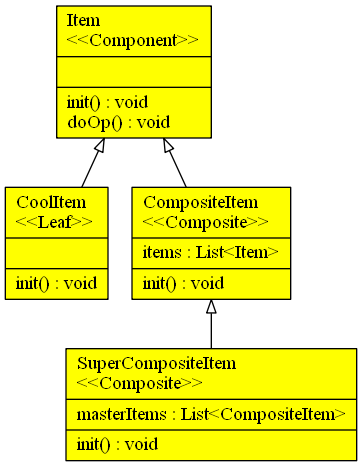 Item
<<Component>>
init() : void
doOp() : void
CoolItem
<<Leaf>>
init() : void
CompositeItem
<<Composite>>
items : List<Item>
init() : void
SuperCompositeItem
<<Composite>>
masterItems : List<CompositeItem>
init() : void